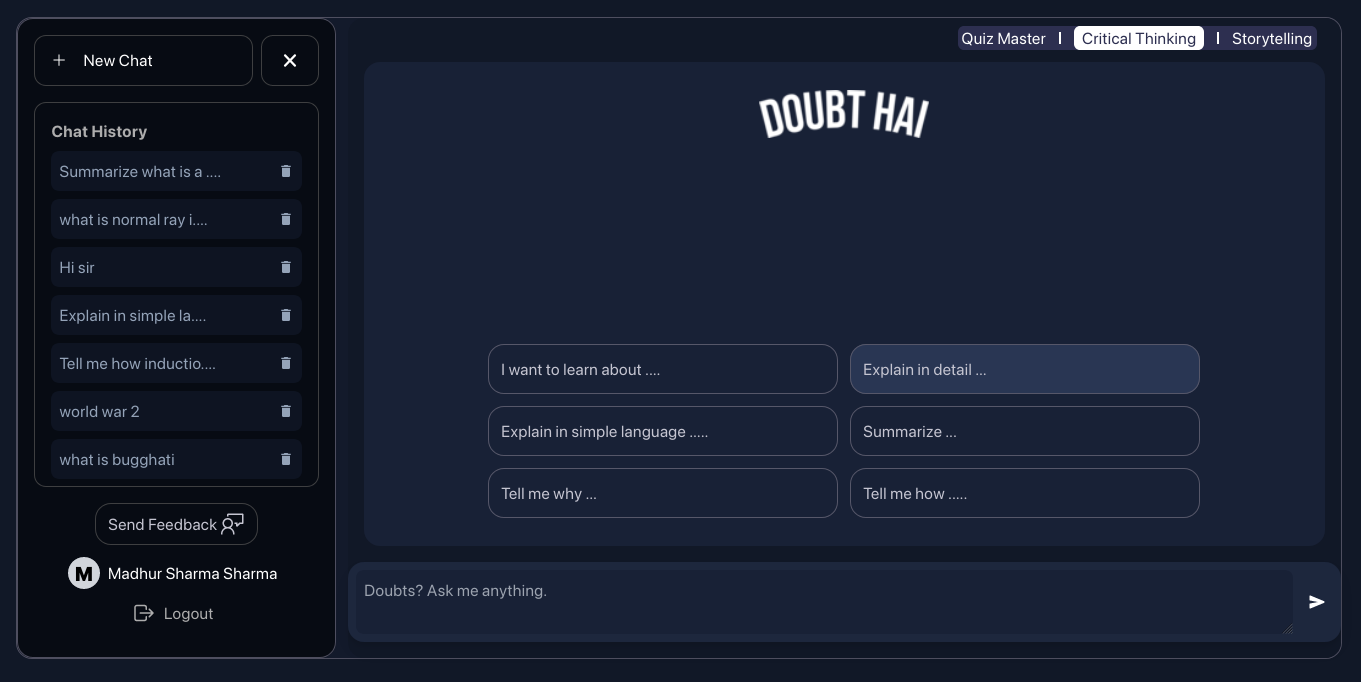 New Chat
Chat History
Summarize what is a ....
what is normal ray i....
Hi sir
Explain in simple la....
Tell me how inductio....
world war 2
what is bugghati
Send Feedback
M
Madhur Sharma Sharma
Logout
Quiz Master | Critical Thinking | Storytelling
DOUBT HAI
I want to learn about ....
Explain in detail ...
Explain in simple language .....
Summarize ...
Tell me why ...
Tell me how .....
Doubts? Ask me anything.